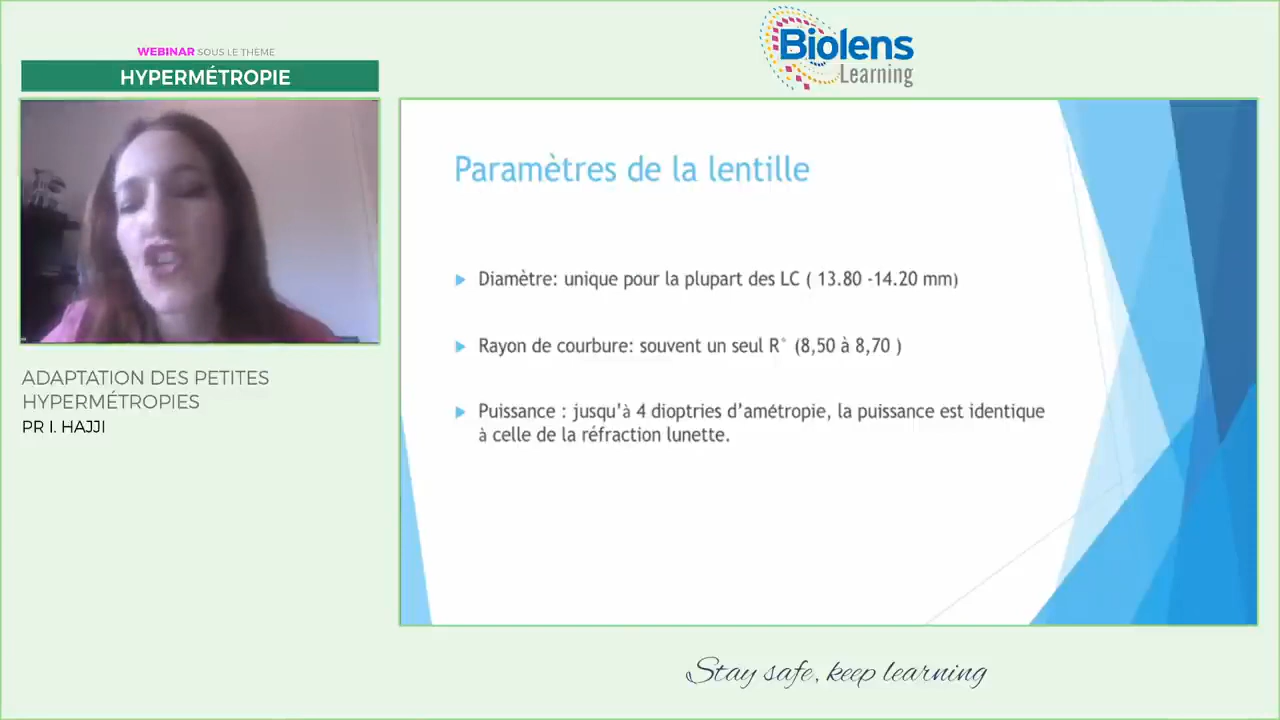 WEBINAR SOUS LE THÈME
HYPERMÉTROPIE
Biolens
Learning
Paramètres de la lentille
Diamètre: unique pour la plupart des LC ( 13.80 -14.20 mm)
Rayon de courbure: souvent un seul R° (8,50 à 8,70 )
Puissance : jusqu'à 4 dioptries d'amétropie, la puissance est identique
à celle de la réfraction lunette.
ADAPTATION DES PETITES
HYPERMÉTROPIES
PR I. HAJJI
Stay safe, keep learning